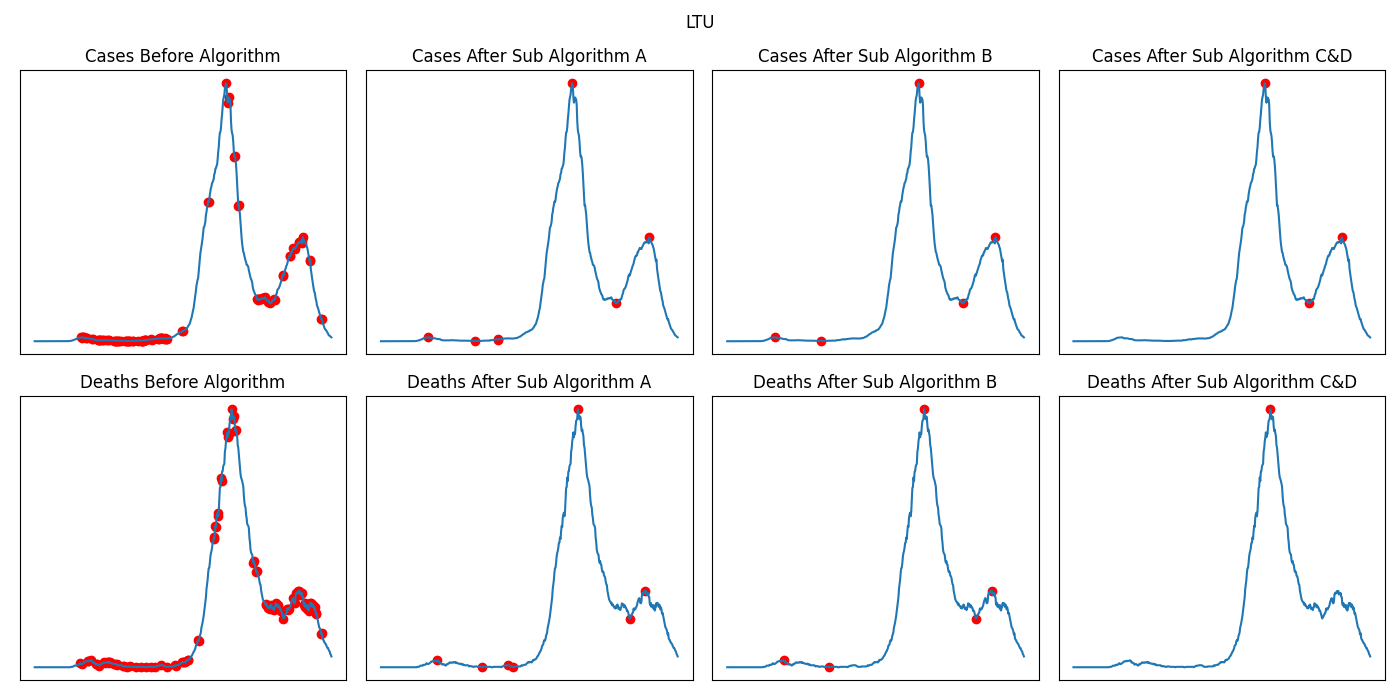 LTU
Cases Before Algorithm
Cases After Sub Algorithm A
Cases After Sub Algorithm B
Cases After Sub Algorithm C&D
Deaths Before Algorithm
Deaths After Sub Algorithm A
Deaths After Sub Algorithm B
Deaths After Sub Algorithm C&D